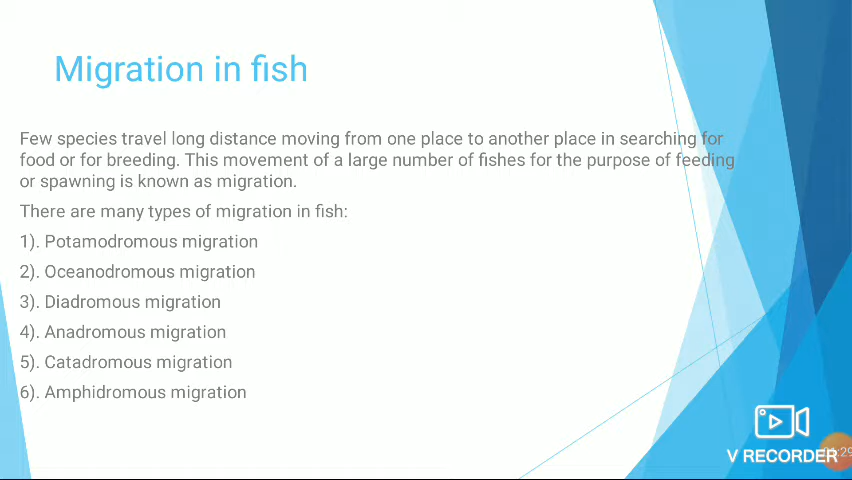 Migration in fish
Few species travel long distance moving from one place to another place in searching for
food or for breeding. This movement of a large number of fishes for the purpose of feeding
or spawning is known as migration.
There are many types of migration in fish:
1). Potamodromous migration
2). Oceanodromous migration
3). Diadromous migration
4). Anadromous migration
5). Catadromous migration
6). Amphidromous migration
V RECORDER